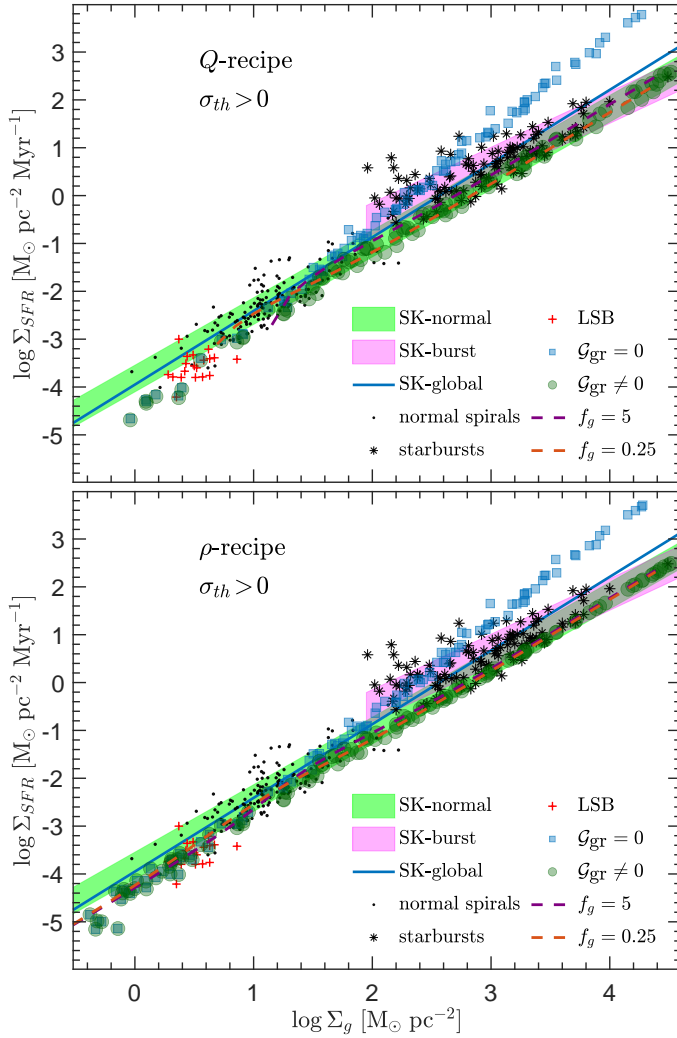 3
2
1
0
-1
-2
-3
-4
-5
log Σ_SFR [M⊙ pc⁻² Myr⁻¹]
Q-recipe
σ_th > 0
SK-normal
SK-burst
SK-global
normal spirals
starbursts
LSB
𝒢_gr = 0
𝒢_gr ≠ 0
f_g = 5
f_g = 0.25
3
2
1
0
-1
-2
-3
-4
-5
log Σ_SFR [M⊙ pc⁻² Myr⁻¹]
ρ-recipe
σ_th > 0
SK-normal
SK-burst
SK-global
normal spirals
starbursts
LSB
𝒢_gr = 0
𝒢_gr ≠ 0
f_g = 5
f_g = 0.25
0 1 2 3 4
log Σ_g [M⊙ pc⁻²]